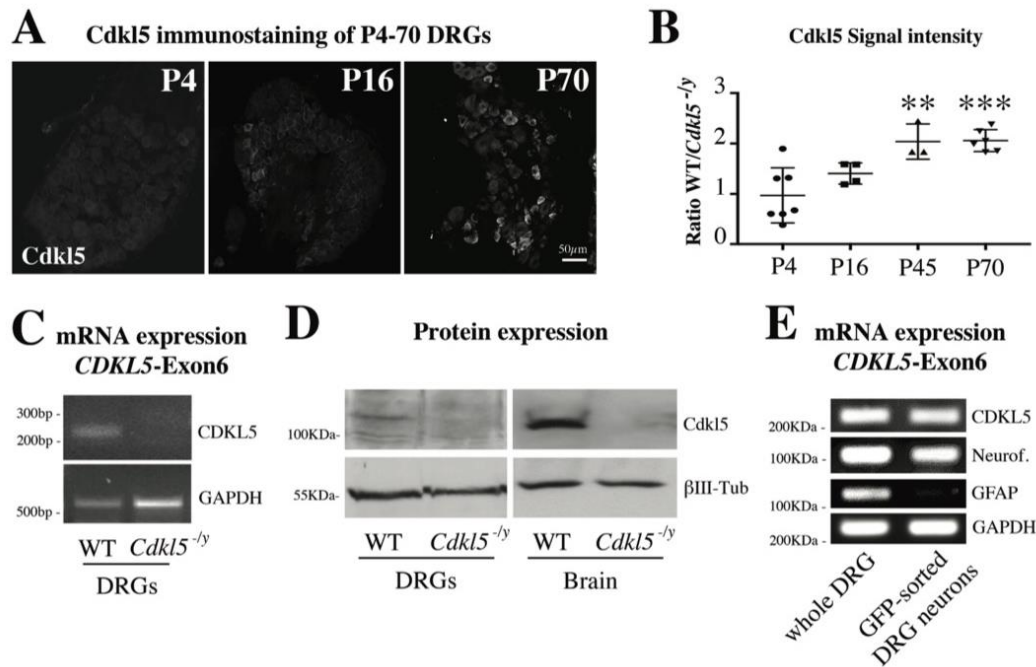 A
Cdkl5 immunostaining of P4-70 DRGs
P4
P16
P70
Cdkl5
50µm
B
Cdkl5 Signal intensity
Ratio WT/Cdkl5-/y
3
2
1
0
**
***
P4
P16
P45
P70
C
mRNA expression
CDKL5-Exon6
300bp -
200bp -
CDKL5
500bp -
GAPDH
WT
Cdkl5-/y
DRGs
D
Protein expression
100KDa-
Cdkl5
55KDa-
βIII-Tub
WT
Cdkl5-/y
WT
Cdkl5-/y
DRGs
Brain
E
mRNA expression
CDKL5-Exon6
200KDa -
CDKL5
100KDa -
Neurof.
100KDa -
GFAP
200KDa -
GAPDH
whole DRG
GFP-sorted
DRG neurons